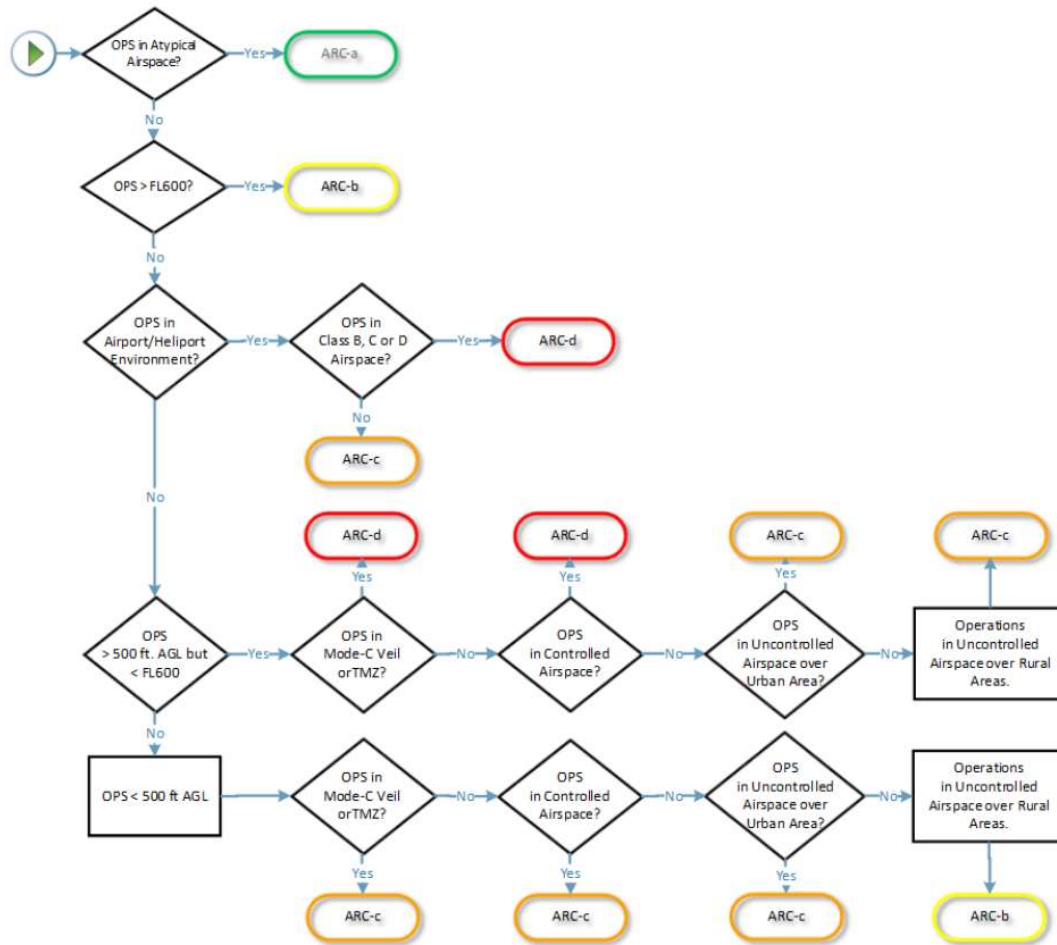 OPS in Atypical
Airspace?
Yes
ARC-a
No
OPS > FL600?
Yes
ARC-b
No
OPS in
Airport/Heliport
Environment?
Yes
OPS in
Class B, C or D
Airspace?
Yes
ARC-d
No
ARC-c
No
ARC-d
ARC-d
ARC-c
ARC-c
Yes
Yes
Yes
OPS
> 500 ft. AGL but
< FL600
Yes
OPS in
Mode-C Veil
orTMZ?
No
OPS
in Controlled
Airspace?
No
OPS
in Uncontrolled
Airspace over
Urban Area?
No
Operations
in Uncontrolled
Airspace over Rural
Areas.
No
OPS < 500 ft AGL
OPS in
Mode-C Veil
orTMZ?
No
OPS
in Controlled
Airspace?
No
OPS
in Uncontrolled
Airspace over
Urban Area?
No
Operations
in Uncontrolled
Airspace over Rural
Areas.
Yes
Yes
Yes
ARC-c
ARC-c
ARC-c
ARC-b